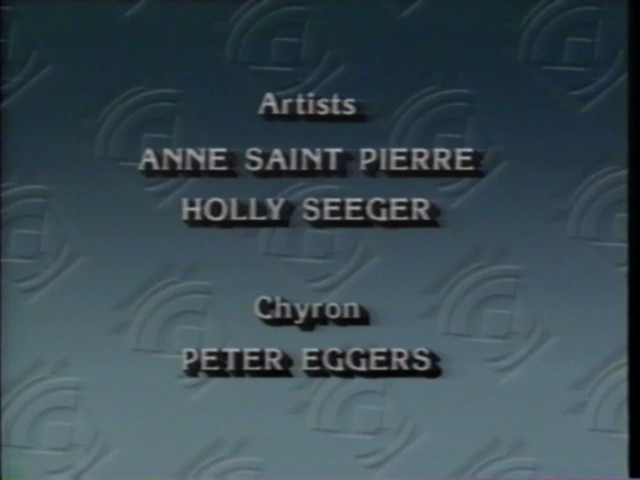 Artists
ANNE SAINT PIERRE
HOLLY SEEGER
Chyron
PETER EGGERS